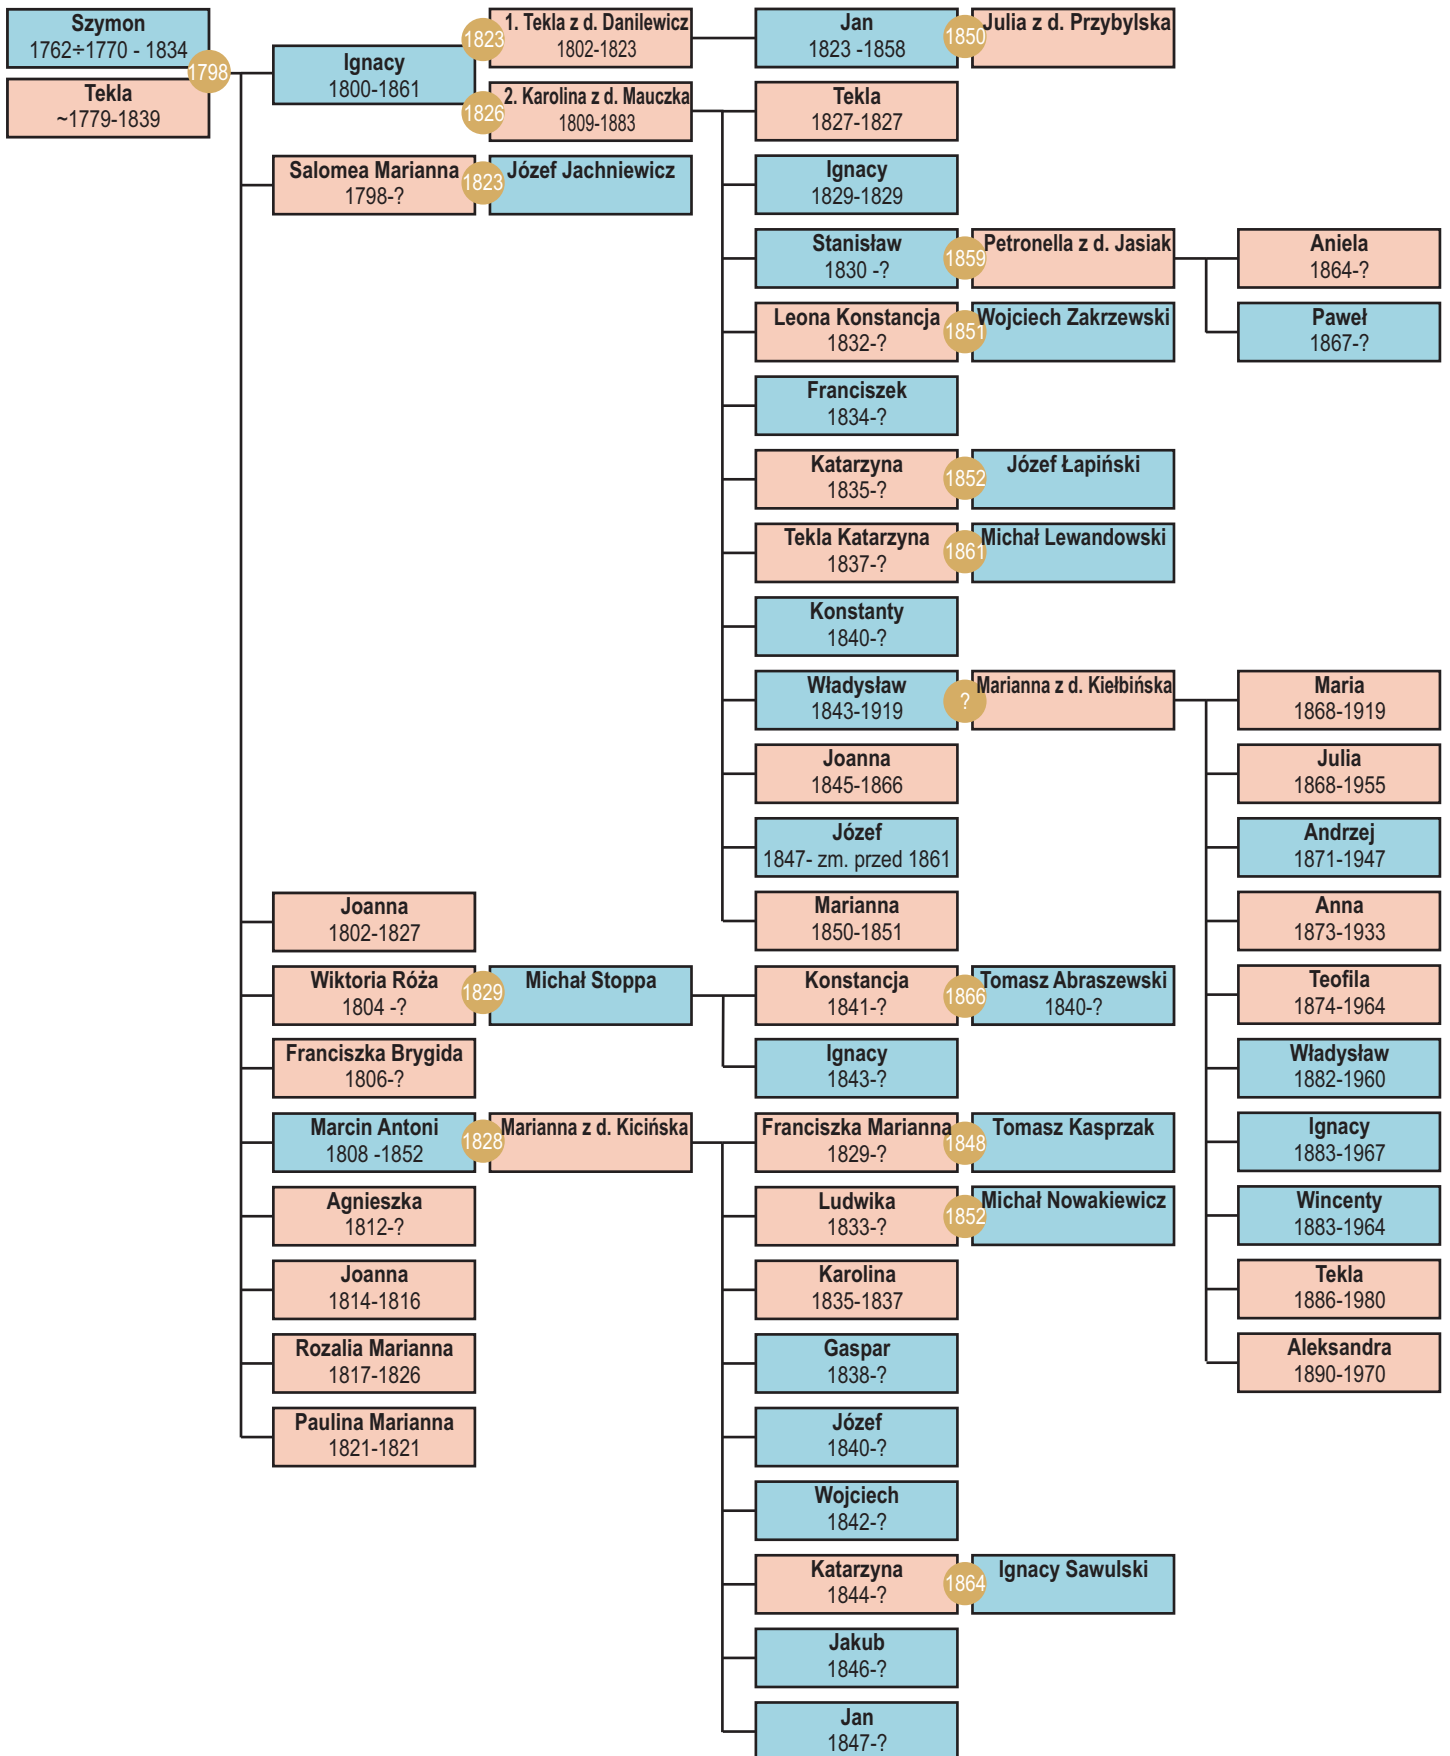 Szymon
1762÷1770 - 1834
1798
Tekla
~1779-1839
Ignacy
1800-1861
1823
1. Tekla z d. Danilewicz
1802-1823
1826
2. Karolina z d. Mauczka
1809-1883
Salomea Marianna
1798-?
1823
Józef Jachniewicz
Joanna
1802-1827
Wiktoria Róża
1804 -?
1829
Michał Stoppa
Franciszka Brygida
1806-?
Marcin Antoni
1808 -1852
1828
Marianna z d. Kicińska
Agnieszka
1812-?
Joanna
1814-1816
Rozalia Marianna
1817-1826
Paulina Marianna
1821-1821
Jan
1823 -1858
1850
Julia z d. Przybylska
Tekla
1827-1827
Ignacy
1829-1829
Stanisław
1830 -?
1859
Petronella z d. Jasiak
Leona Konstancja
1832-?
1851
Wojciech Zakrzewski
Franciszek
1834-?
Katarzyna
1835-?
1852
Józef Łapiński
Tekla Katarzyna
1837-?
1861
Michał Lewandowski
Konstanty
1840-?
Władysław
1843-1919
?
Marianna z d. Kiełbińska
Joanna
1845-1866
Józef
1847- zm. przed 1861
Marianna
1850-1851
Konstancja
1841-?
1866
Tomasz Abraszewski
1840-?
Ignacy
1843-?
Franciszka Marianna
1829-?
1848
Tomasz Kasprzak
Ludwika
1833-?
1852
Michał Nowakiewicz
Karolina
1835-1837
Gaspar
1838-?
Józef
1840-?
Wojciech
1842-?
Katarzyna
1844-?
1864
Ignacy Sawulski
Jakub
1846-?
Jan
1847-?
Aniela
1864-?
Paweł
1867-?
Maria
1868-1919
Julia
1868-1955
Andrzej
1871-1947
Anna
1873-1933
Teofila
1874-1964
Władysław
1882-1960
Ignacy
1883-1967
Wincenty
1883-1964
Tekla
1886-1980
Aleksandra
1890-1970